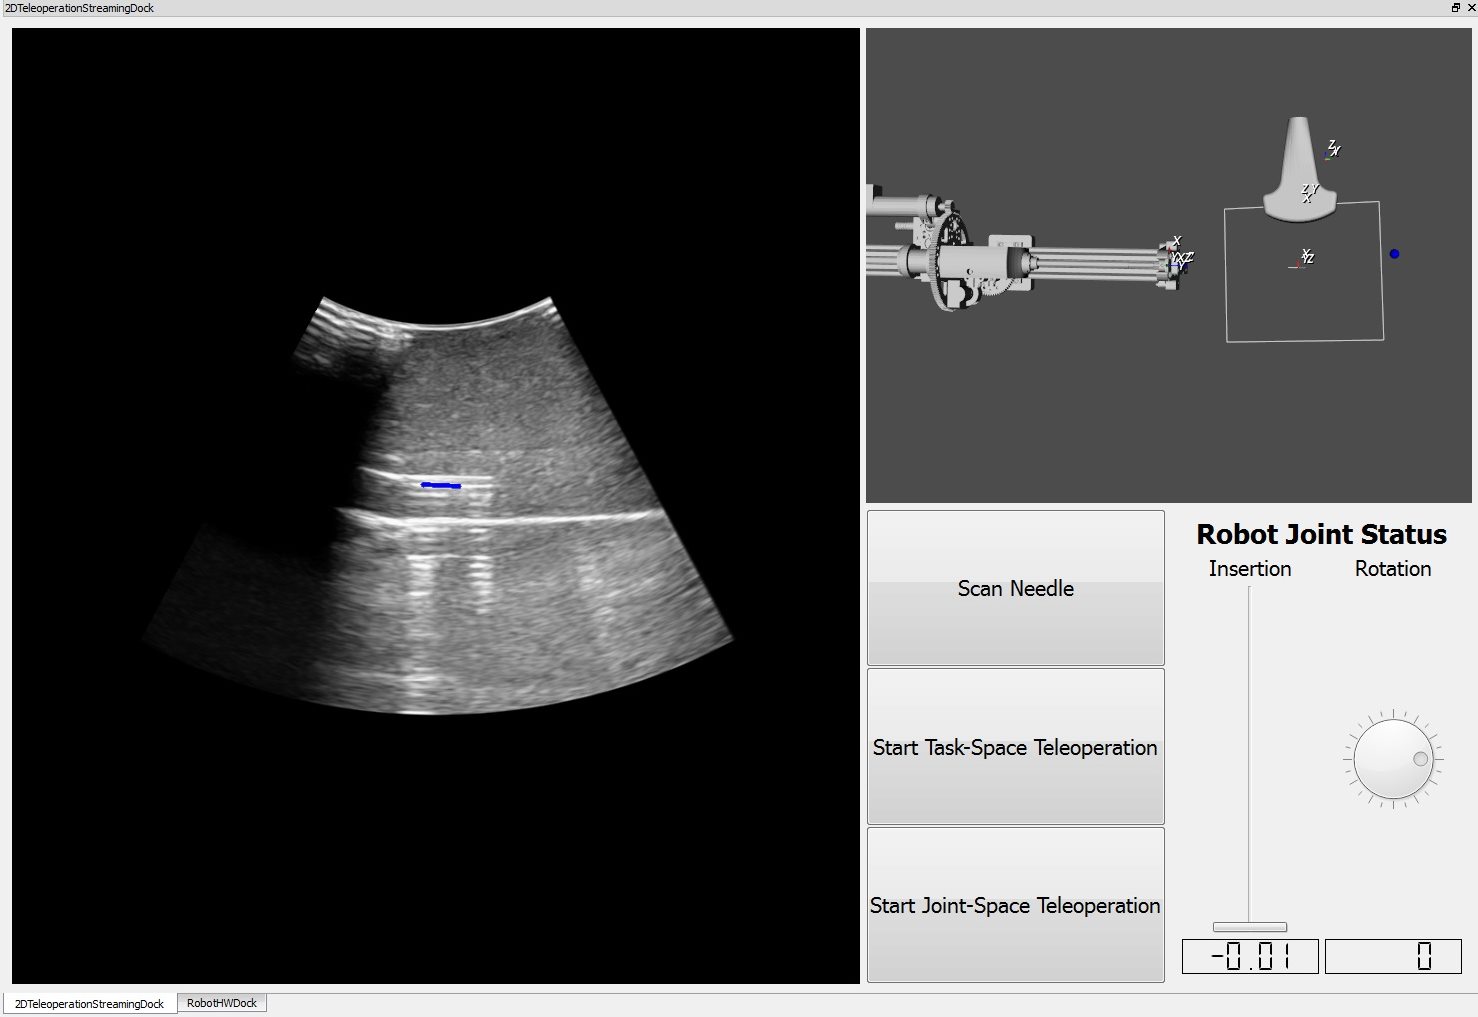 2DTeleoperationStreamingDock
Z
Y
Z Y
X
X
Y
X
Z
X
YZ
Scan Needle
Start Task-Space Teleoperation
Start Joint-Space Teleoperation
Robot Joint Status
Insertion
Rotation
-0.01
0
2DTeleoperationStreamingDock
RobotHWDock